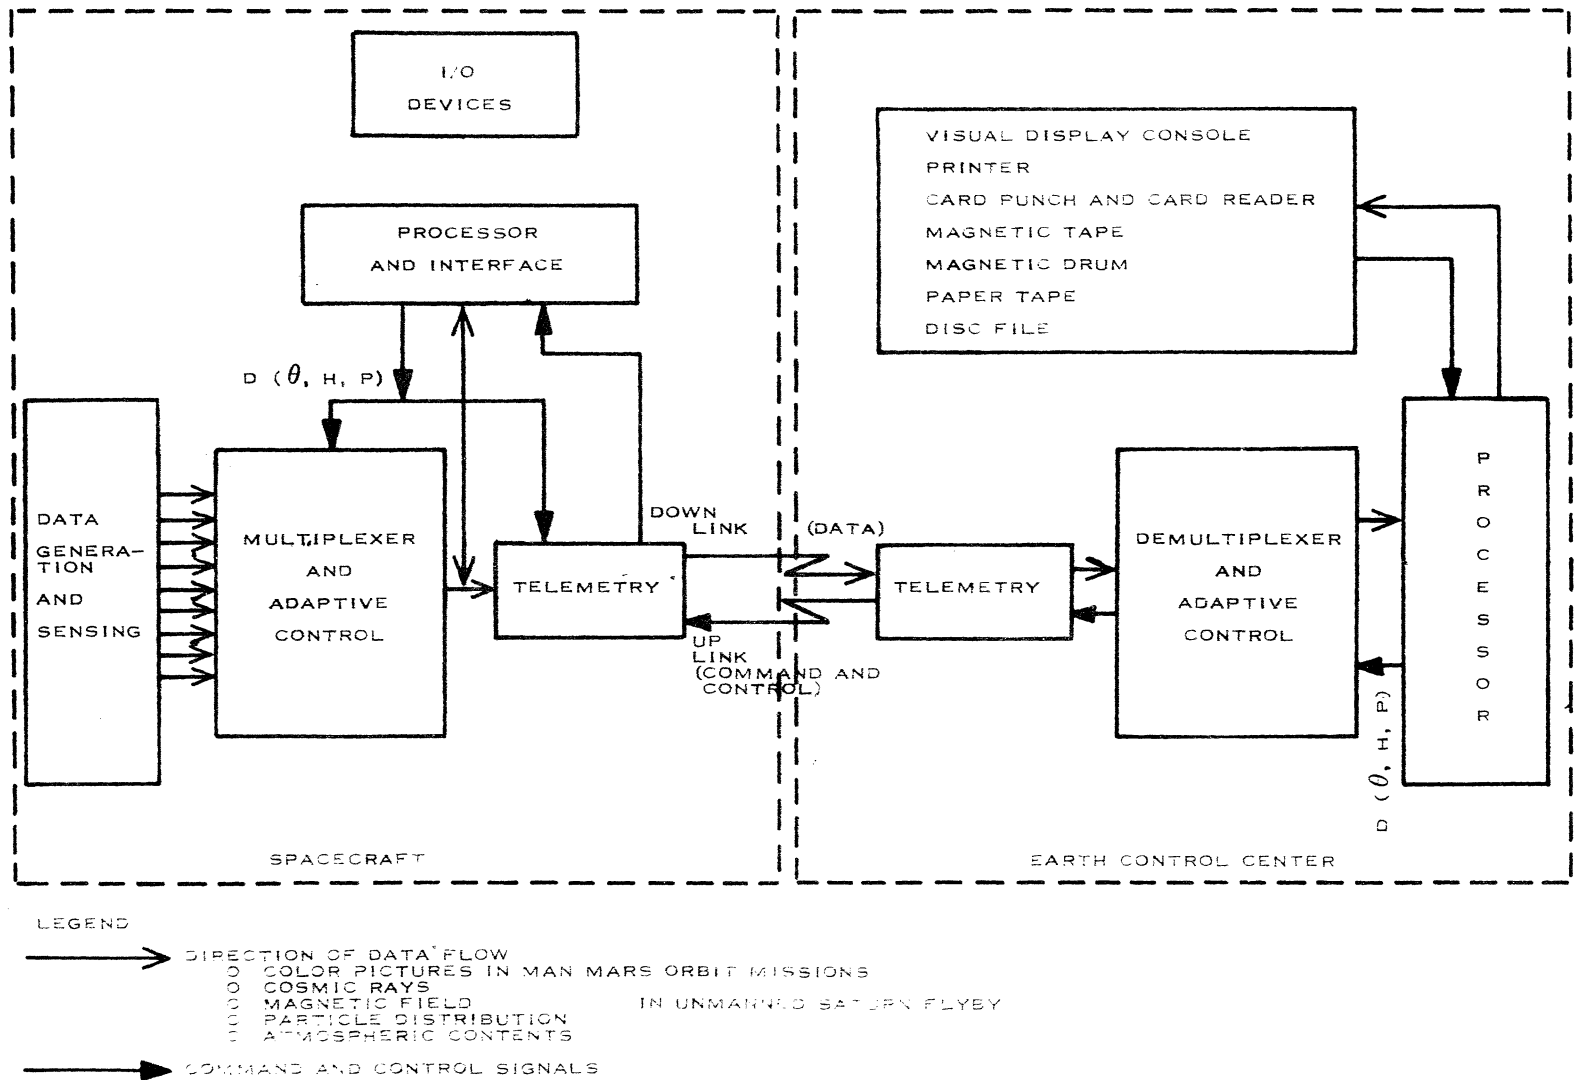 I/O
DEVICES
PROCESSOR
AND INTERFACE
D (θ, H, P)
DATA
GENERA-
TION
AND
SENSING
MULTIPLEXER
AND
ADAPTIVE
CONTROL
TELEMETRY
DOWN
LINK
(DATA)
UP
LINK
(COMMAND AND
CONTROL)
SPACECRAFT
VISUAL DISPLAY CONSOLE
PRINTER
CARD PUNCH AND CARD READER
MAGNETIC TAPE
MAGNETIC DRUM
PAPER TAPE
DISC FILE
TELEMETRY
DEMULTIPLEXER
AND
ADAPTIVE
CONTROL
PROCESSOR
D (θ, H, P)
EARTH CONTROL CENTER
LEGEND
DIRECTION OF DATA FLOW
O COLOR PICTURES IN MAN MARS ORBIT MISSIONS
O COSMIC RAYS
O MAGNETIC FIELD IN UNMANNED SATURN FLYBY
O PARTICLE DISTRIBUTION
O ATMOSPHERIC CONTENTS
COMMAND AND CONTROL SIGNALS